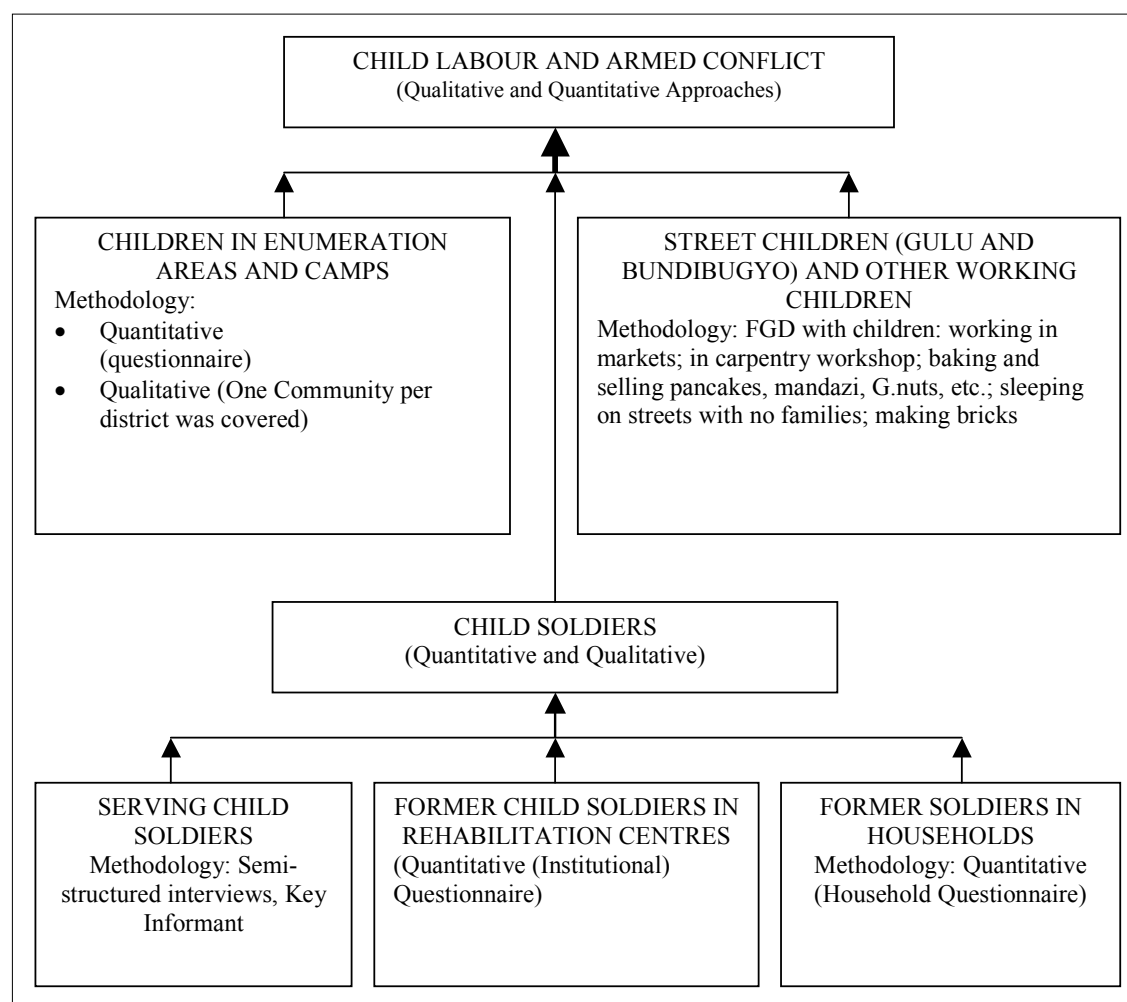 CHILD LABOUR AND ARMED CONFLICT
(Qualitative and Quantitative Approaches)
CHILDREN IN ENUMERATION
AREAS AND CAMPS
Methodology:
• Quantitative
(questionnaire)
• Qualitative (One Community per
district was covered)
STREET CHILDREN (GULU AND
BUNDIBUGYO) AND OTHER WORKING
CHILDREN
Methodology: FGD with children: working in
markets; in carpentry workshop; baking and
selling pancakes, mandazi, G.nuts, etc.; sleeping
on streets with no families; making bricks
CHILD SOLDIERS
(Quantitative and Qualitative)
SERVING CHILD
SOLDIERS
Methodology: Semi-
structured interviews, Key
Informant
FORMER CHILD SOLDIERS IN
REHABILITATION CENTRES
(Quantitative (Institutional)
Questionnaire)
FORMER SOLDIERS IN
HOUSEHOLDS
Methodology: Quantitative
(Household Questionnaire)